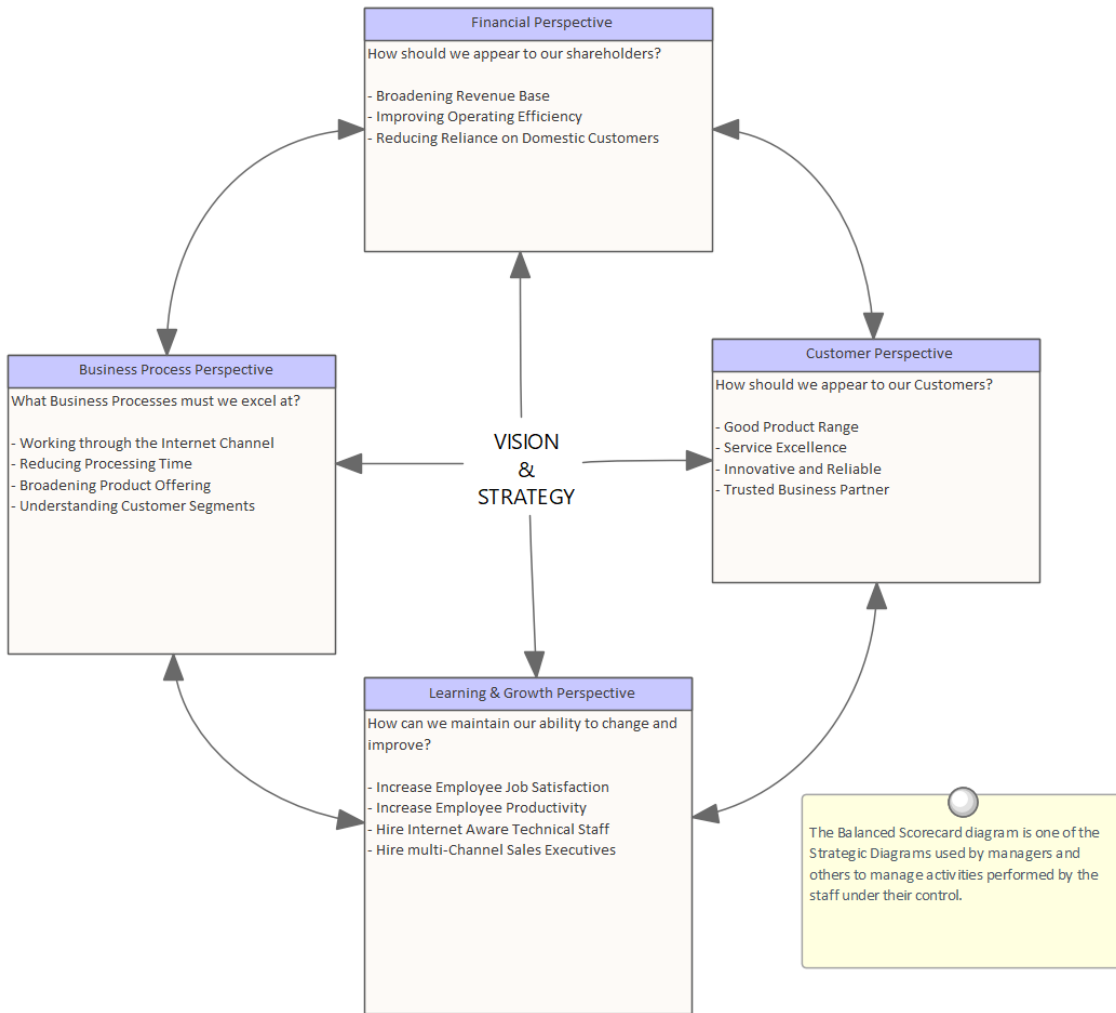 Financial Perspective
How should we appear to our shareholders?
- Broadening Revenue Base
- Improving Operating Efficiency
- Reducing Reliance on Domestic Customers
Business Process Perspective
What Business Processes must we excel at?
- Working through the Internet Channel
- Reducing Processing Time
- Broadening Product Offering
- Understanding Customer Segments
VISION
&
STRATEGY
Customer Perspective
How should we appear to our Customers?
- Good Product Range
- Service Excellence
- Innovative and Reliable
- Trusted Business Partner
Learning & Growth Perspective
How can we maintain our ability to change and
improve?
- Increase Employee Job Satisfaction
- Increase Employee Productivity
- Hire Internet Aware Technical Staff
- Hire multi-Channel Sales Executives
The Balanced Scorecard diagram is one of the
Strategic Diagrams used by managers and
others to manage activities performed by the
staff under their control.